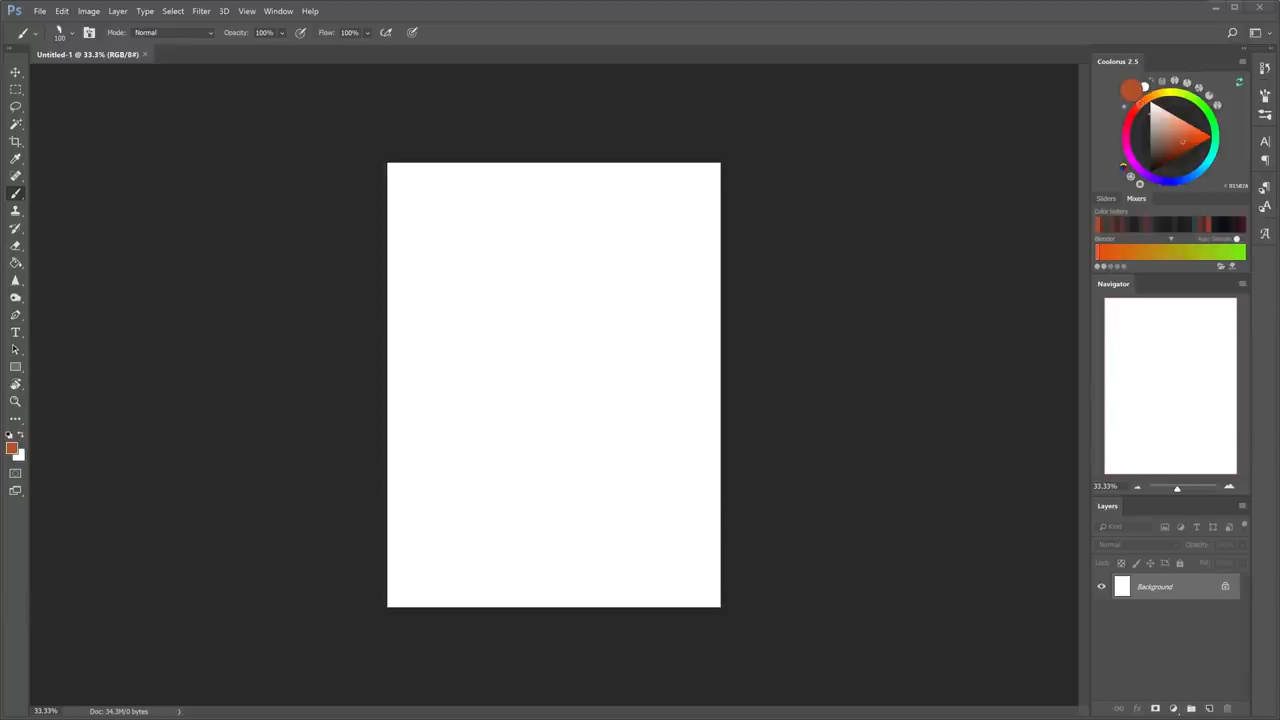 Ps File Edit Image Layer Type Select Filter 3D View Window Help
100 Mode: Normal Opacity: 100% Flow: 100%
Untitled-1 @ 33.3% (RGB/8#) ×
Coolorus 2.5
Sliders Mixers
Color history
Blender
Navigator
33.33%
Layers
Kind
Normal Opacity: 100%
Lock: Fill:
Background
33.33% Doc: 34.3M/0 bytes